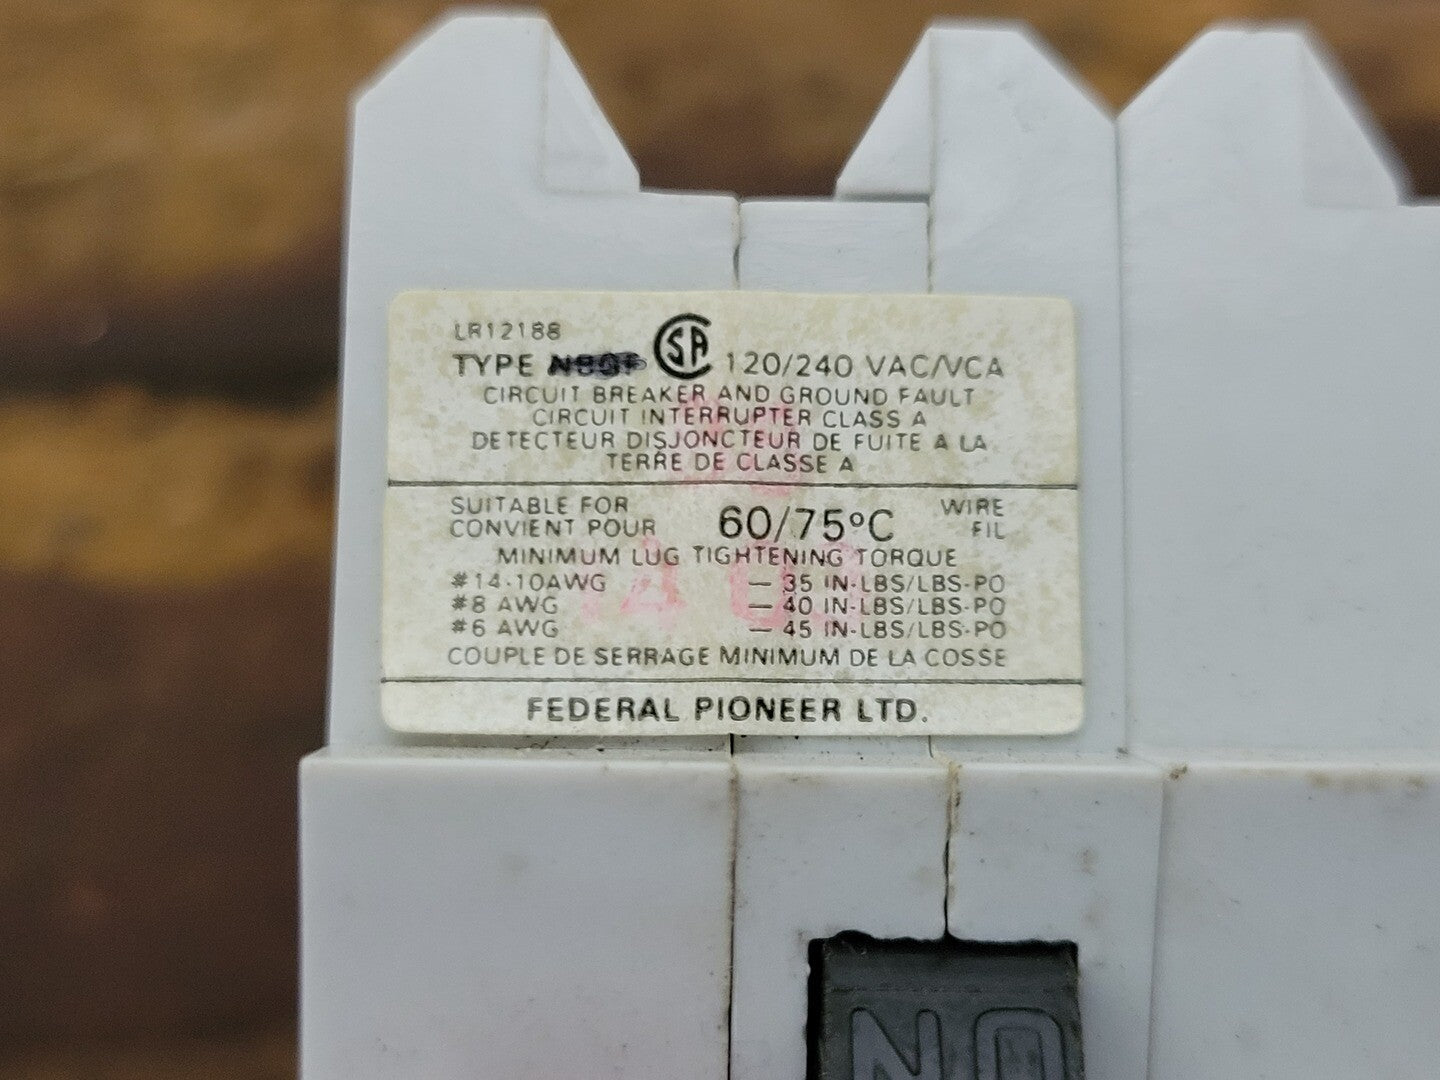 LR12188
TYPE SA 120/240 VAC/VCA
CIRCUIT BREAKER AND GROUND FAULT
CIRCUIT INTERRUPTER CLASS A
DETECTEUR DISJONCTEUR DE FUITE A LA
TERRE DE CLASSE A
SUITABLE FOR
CONVIENT POUR
60/75°C
WIRE
FIL
MINIMUM LUG TIGHTENING TORQUE
#14-10AWG — 35 IN-LBS/LBS-PO
#8 AWG — 40 IN-LBS/LBS-PO
#6 AWG — 45 IN-LBS/LBS-PO
COUPLE DE SERRAGE MINIMUM DE LA COSSE
FEDERAL PIONEER LTD.